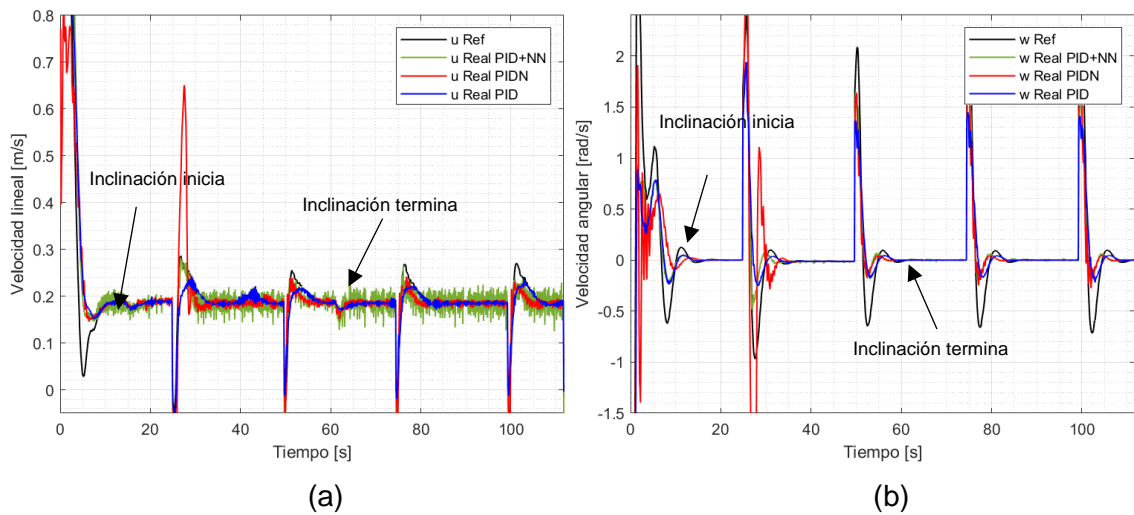 0.8
0.7
0.6
0.5
0.4
0.3
0.2
0.1
0
Velocidad lineal [m/s]
u Ref
u Real PID+NN
u Real PIDN
u Real PID
Inclinación inicia
Inclinación termina
0 20 40 60 80 100
Tiempo [s]
(a)
2
1.5
1
0.5
0
-0.5
-1
-1.5
Velocidad angular [rad/s]
w Ref
w Real PID+NN
w Real PIDN
w Real PID
Inclinación inicia
Inclinación termina
0 20 40 60 80 100
Tiempo [s]
(b)